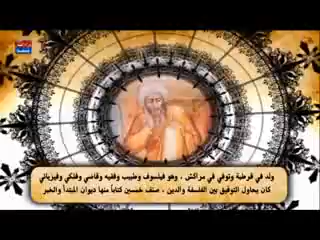 ولد في قرطبة وتوفي في مراكش ، وهو فيلسوف وطبيب وفقيه وقاضي وفلكي وفيزيائي
كان يحاول التوفيق بين الفلسفة والدين ، صنف خمسين كتاباً منها ديوان المبتدأ والخبر